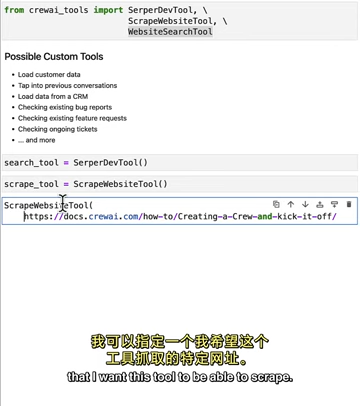 from crewai_tools import SerperDevTool, \
ScrapeWebsiteTool, \
WebsiteSearchTool
Possible Custom Tools
• Load customer data
• Tap into previous conversations
• Load data from a CRM
• Checking existing bug reports
• Checking existing feature requests
• Checking ongoing tickets
• ... and more
search_tool = SerperDevTool()
scrape_tool = ScrapeWebsiteTool()
ScrapeWebsiteTool(
https://docs.crewai.com/how-to/Creating-a-Crew-and-kick-it-off/
我可以指定一个我希望这个
工具抓取的特定网址。
that I want this tool to be able to scrape.